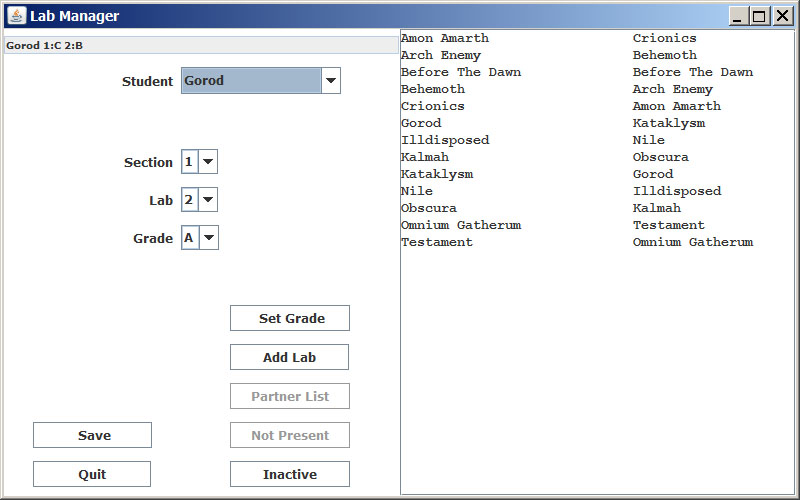 Lab Manager
Gorod 1:C 2:B
Student Gorod
Section 1
Lab 2
Grade A
Set Grade
Add Lab
Partner List
Save Not Present
Quit Inactive
Amon Amarth Crionics
Arch Enemy Behemoth
Before The Dawn Before The Dawn
Behemoth Arch Enemy
Crionics Amon Amarth
Gorod Kataklysm
Illdisposed Nile
Kalmah Obscura
Kataklysm Gorod
Nile Illdisposed
Obscura Kalmah
Omnium Gatherum Testament
Testament Omnium Gatherum